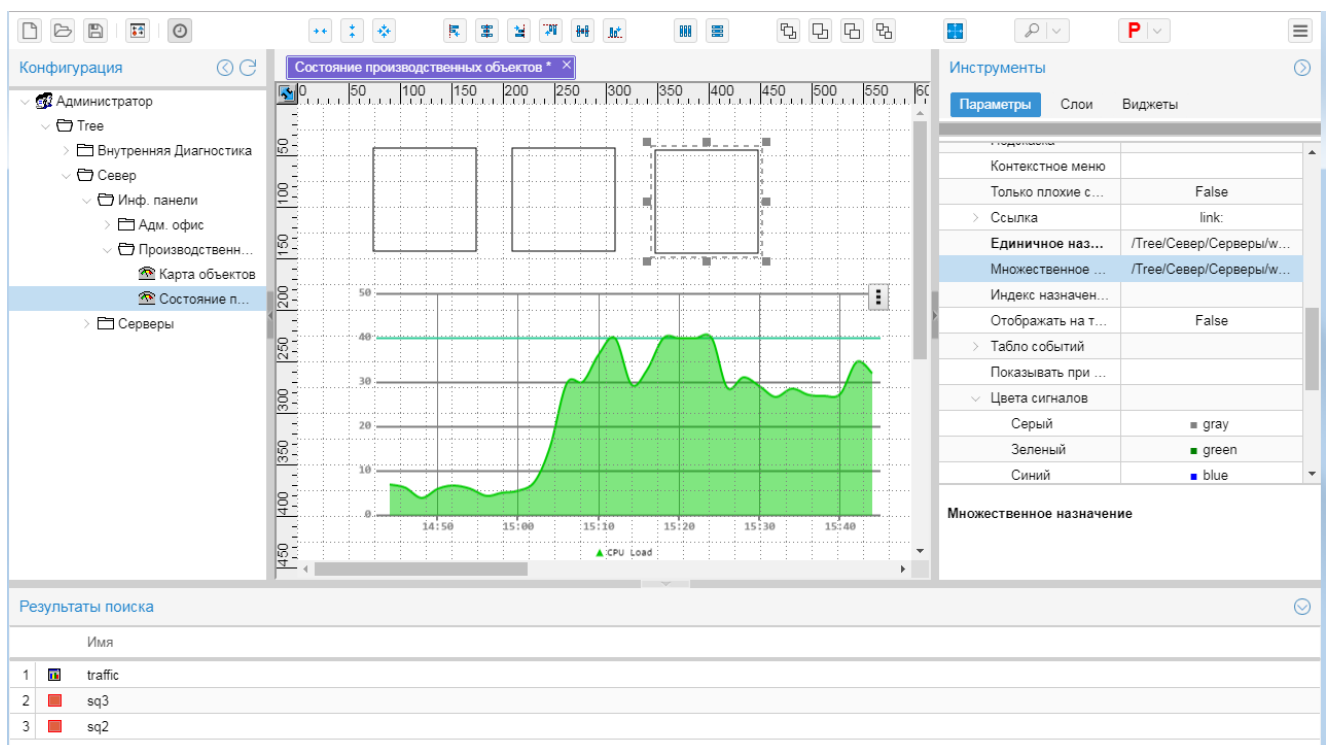 P
Конфигурация
Администратор
Tree
Внутренняя Диагностика
Север
Инф. панели
Адм. офис
Производственн...
Карта объектов
Состояние п...
Серверы
Состояние производственных объектов * ×
0 50 100 150 200 250 300 350 400 450 500 550 60
50
100
150
200
250
300
350
400
450
50
40
30
20
10
0
14:50 15:00 15:10 15:20 15:30 15:40
CPU Load
Инструменты
Параметры Слои Виджеты
Подсказка
Контекстное меню
Только плохие с... False
Ссылка link:
Единичное наз... /Tree/Север/Серверы/w...
Множественное ... /Tree/Север/Серверы/w...
Индекс назначен...
Отображать на т... False
Табло событий
Показывать при ...
Цвета сигналов
Серый gray
Зеленый green
Синий blue
Множественное назначение
Результаты поиска
Имя
1 traffic
2 sq3
3 sq2